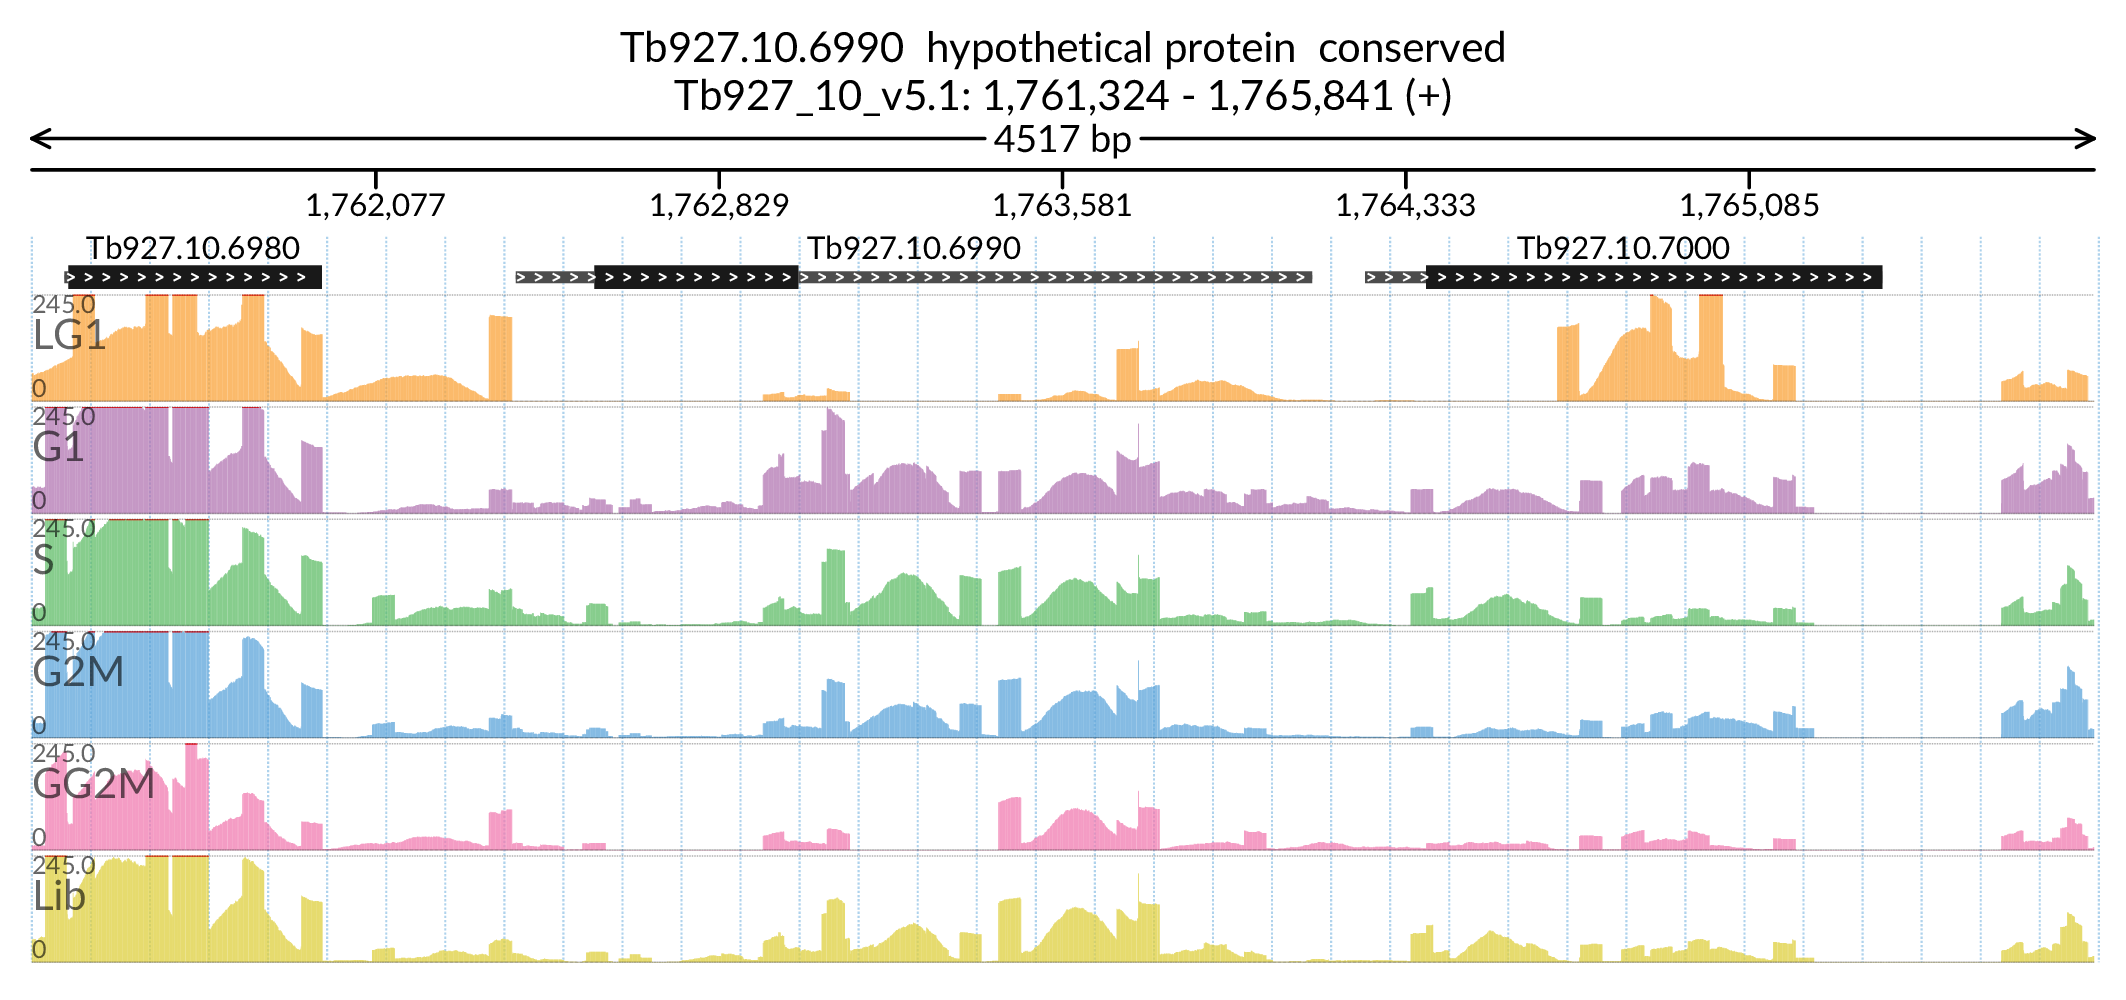 Tb927.10.6990  hypothetical protein  conserved
Tb927_10_v5.1: 1,761,324 - 1,765,841 (+)
4517 bp
1,762,077 1,762,829 1,763,581 1,764,333 1,765,085
Tb927.10.6980 Tb927.10.6990 Tb927.10.7000
245.0
LG1
0
245.0
G1
0
245.0
S
0
245.0
G2M
0
245.0
GG2M
0
245.0
Lib
0